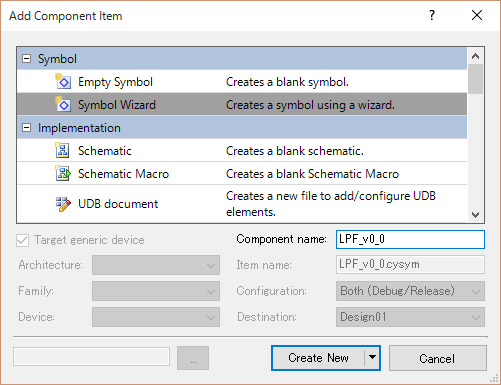 Add Component Item
?
Symbol
Empty Symbol Creates a blank symbol.
Symbol Wizard Creates a symbol using a wizard.
Implementation
Schematic Creates a blank schematic.
Schematic Macro Creates a blank Schematic Macro
UDB document Creates a new file to add/configure UDB
elements.
Target generic device
Component name: LPF_v0_0
Architecture:
Item name: LPF_v0_0.cysym
Family:
Configuration: Both (Debug/Release)
Device:
Destination: Design01
...
Create New
Cancel